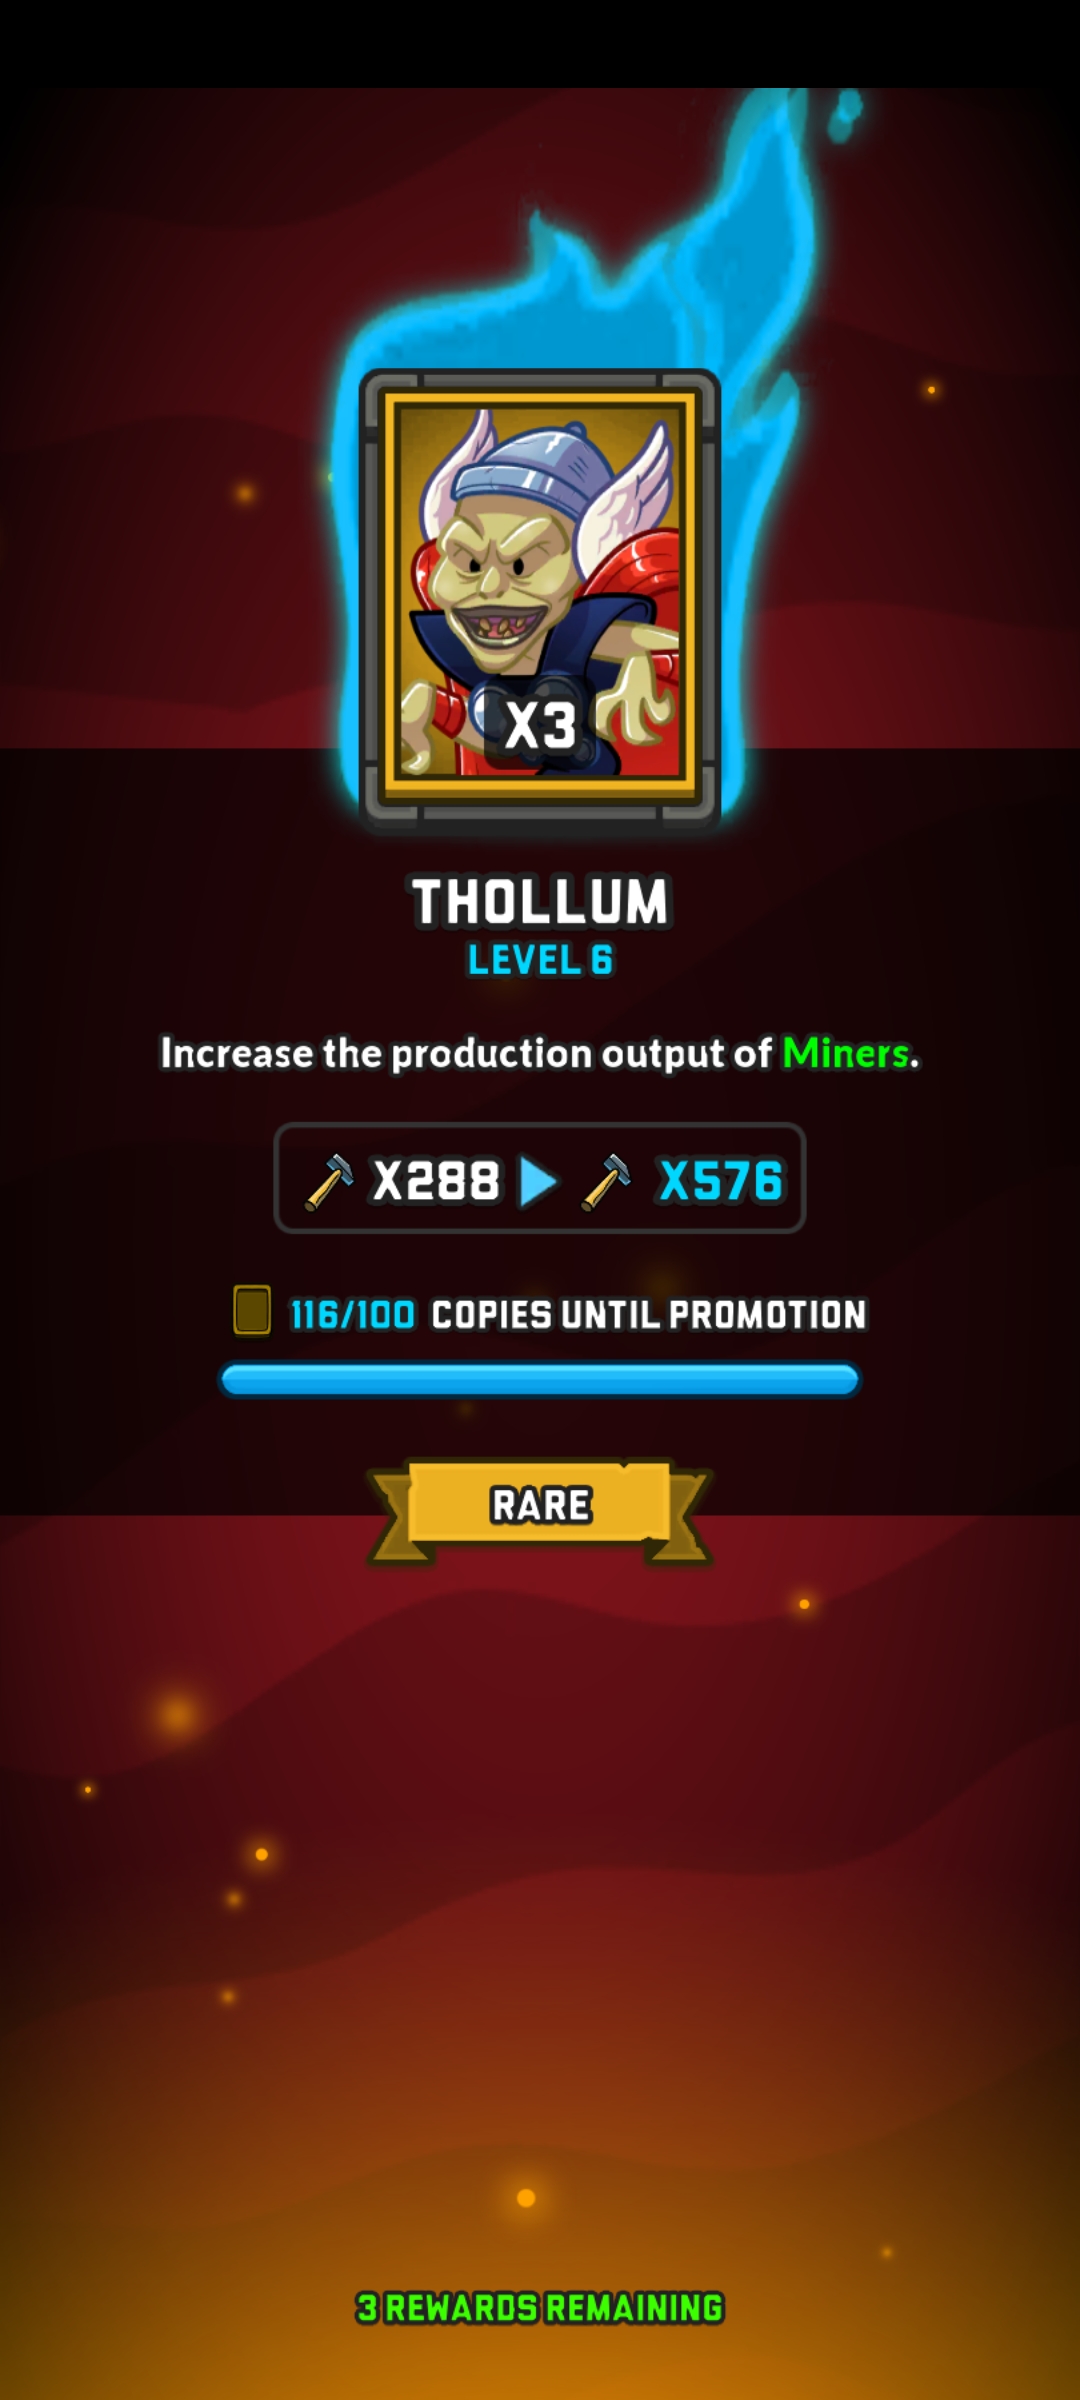 X3
THOLLUM
LEVEL 6
Increase the production output of Miners.
X288 X576
116/100 COPIES UNTIL PROMOTION
RARE
3 REWARDS REMAINING